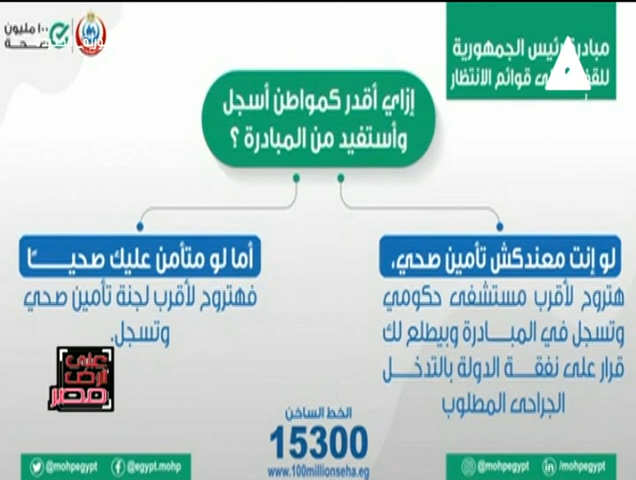 ١٠٠ مليون
صحة
مبادرة رئيس الجمهورية
قوائم الانتظار
إزاي أقدر كمواطن أسجل
وأستفيد من المبادرة ؟
لو إنت معندكش تأمين صحي،
هتروح لأقرب مستشفى حكومي
وتسجل في المبادرة وبيطلع لك
قرار على نفقة الدولة بالتدخل
الجراحى المطلوب
أما لو متأمن عليك صحيًا
فهتروح لأقرب لجنة تأمين صحي
وتسجل.
على
أرض
مصر
الخط الساخن
15300
www.100millionseha.eg
@mohpegypt
@egypt.mohp
@mohpegypt
/mohpegypt